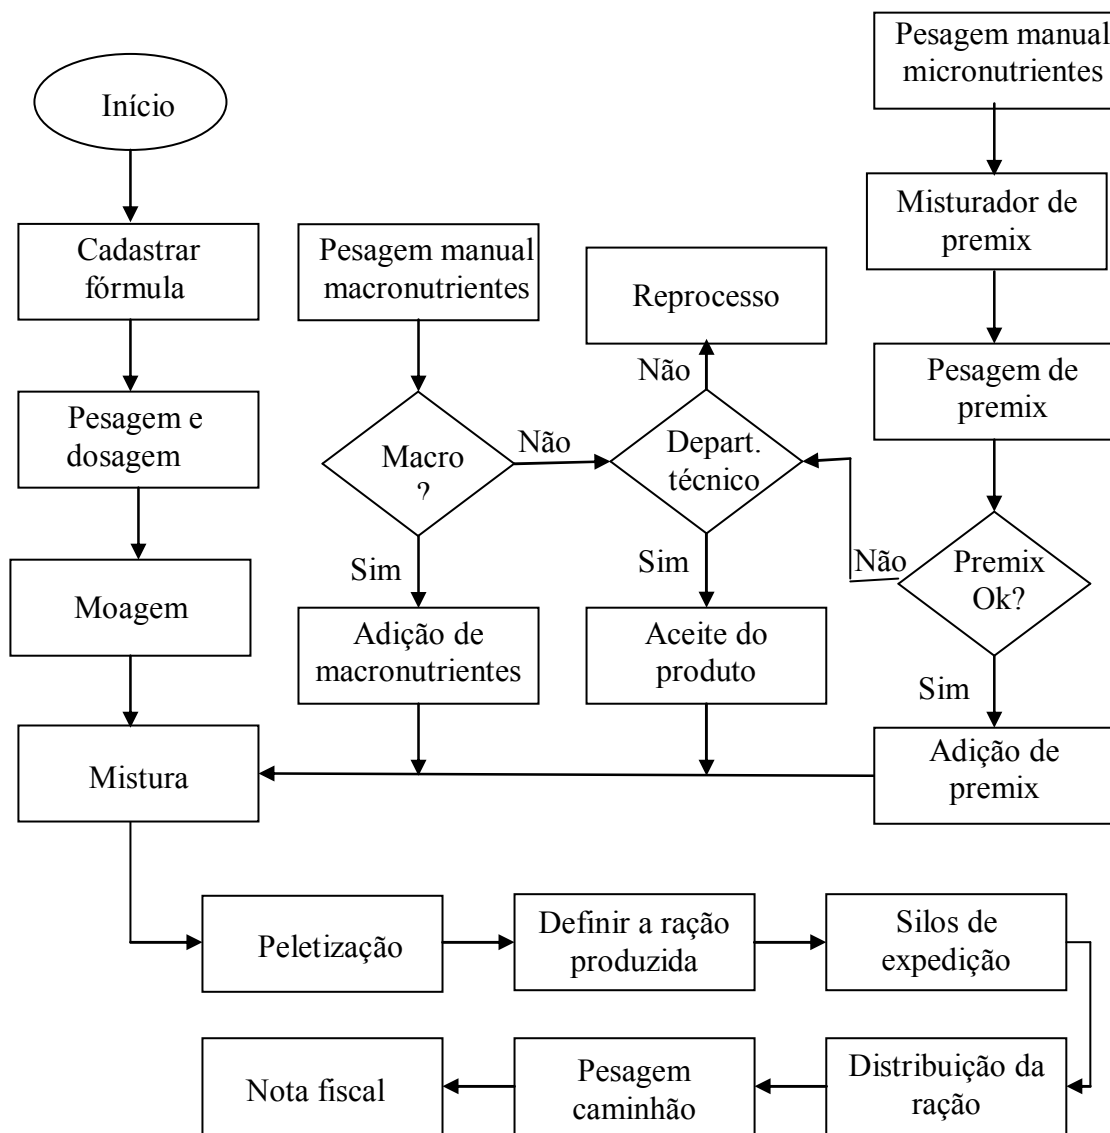 Início
Cadastrar
fórmula
Pesagem e
dosagem
Moagem
Mistura
Pesagem manual
macronutrientes
Macro
?
Não
Sim
Adição de
macronutrientes
Reprocesso
Não
Depart.
técnico
Sim
Aceite do
produto
Pesagem manual
micronutrientes
Misturador de
premix
Pesagem de
premix
Premix
Ok?
Não
Sim
Adição de
premix
Peletização
Definir a ração
produzida
Silos de
expedição
Distribuição da
ração
Pesagem
caminhão
Nota fiscal